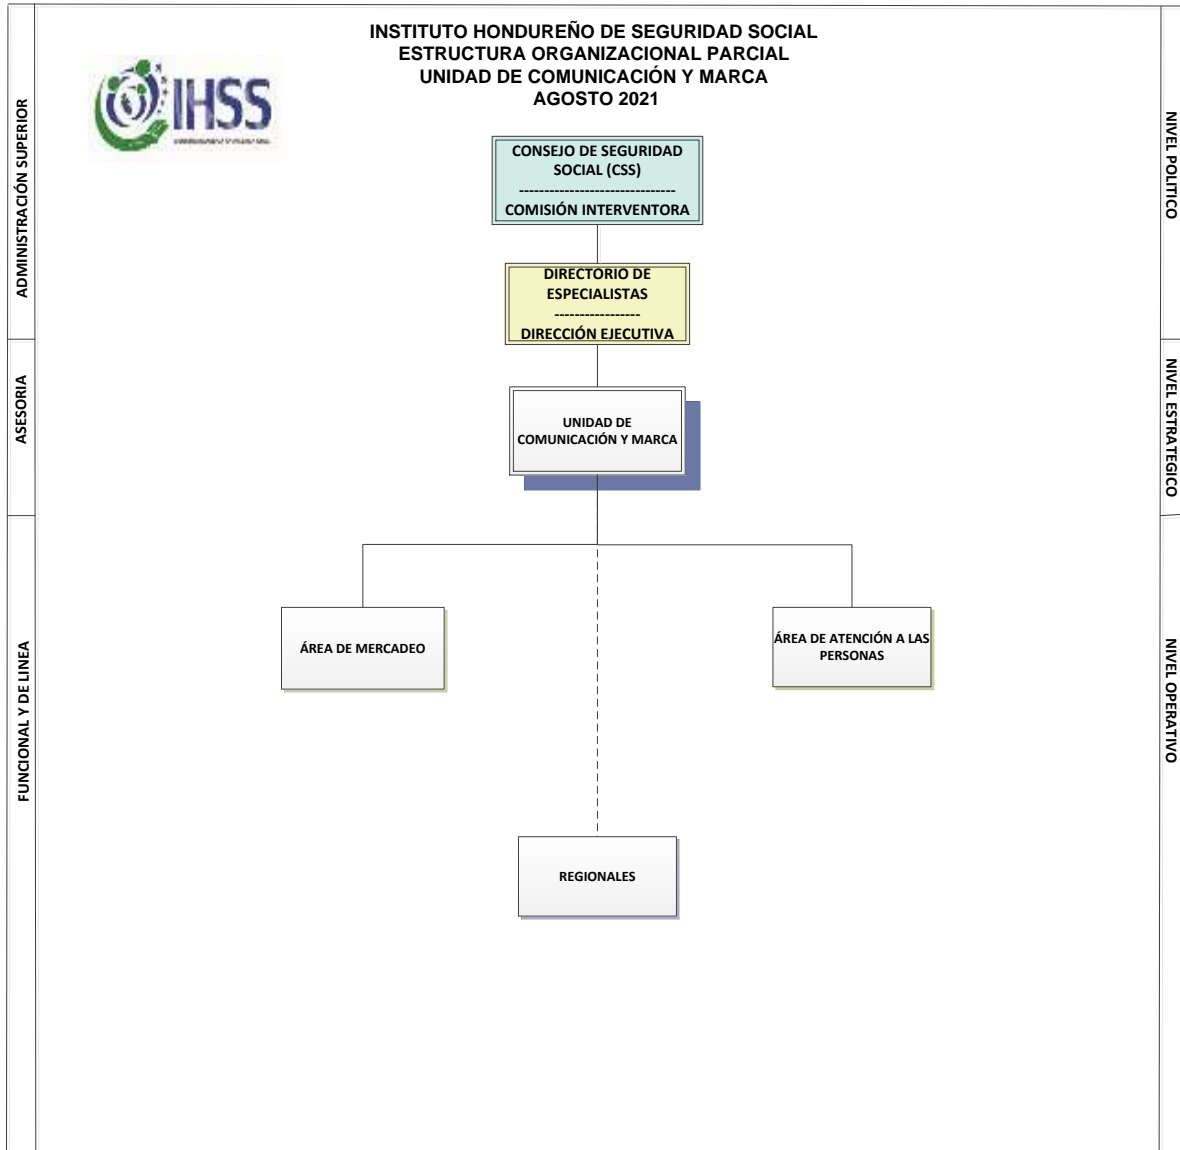 INSTITUTO HONDUREÑO DE SEGURIDAD SOCIAL
ESTRUCTURA ORGANIZACIONAL PARCIAL
UNIDAD DE COMUNICACIÓN Y MARCA
AGOSTO 2021
IHSS
ADMINISTRACIÓN SUPERIOR
NIVEL POLITICO
CONSEJO DE SEGURIDAD
SOCIAL (CSS)
-------------------------------
COMISIÓN INTERVENTORA
DIRECTORIO DE
ESPECIALISTAS
-----------------
DIRECCIÓN EJECUTIVA
ASESORIA
NIVEL ESTRATEGICO
UNIDAD DE
COMUNICACIÓN Y MARCA
FUNCIONAL Y DE LINEA
NIVEL OPERATIVO
ÁREA DE MERCADEO
ÁREA DE ATENCIÓN A LAS
PERSONAS
REGIONALES